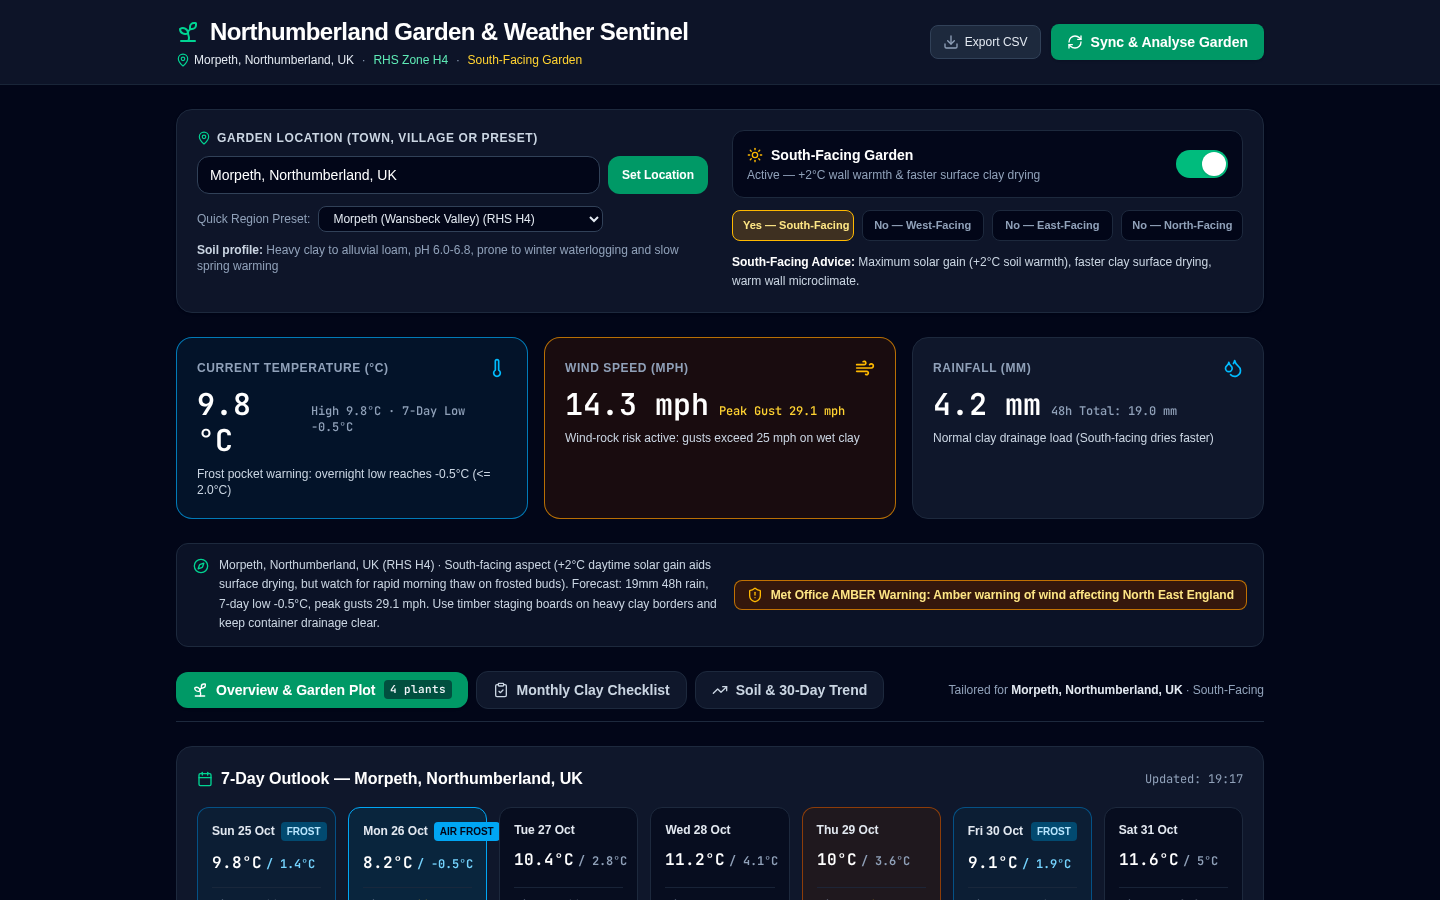 Northumberland Garden & Weather Sentinel
Morpeth, Northumberland, UK · RHS Zone H4 · South-Facing Garden
Export CSV
Sync & Analyse Garden
GARDEN LOCATION (TOWN, VILLAGE OR PRESET)
Morpeth, Northumberland, UK
Set Location
Quick Region Preset:
Morpeth (Wansbeck Valley) (RHS H4)
Soil profile: Heavy clay to alluvial loam, pH 6.0-6.8, prone to winter waterlogging and slow
spring warming
South-Facing Garden
Active — +2°C wall warmth & faster surface clay drying
Yes — South-Facing
No — West-Facing
No — East-Facing
No — North-Facing
South-Facing Advice: Maximum solar gain (+2°C soil warmth), faster clay surface drying,
warm wall microclimate.
CURRENT TEMPERATURE (°C)
9.8
°C
High 9.8°C · 7-Day Low
-0.5°C
Frost pocket warning: overnight low reaches -0.5°C (<=
2.0°C)
WIND SPEED (MPH)
14.3 mph Peak Gust 29.1 mph
Wind-rock risk active: gusts exceed 25 mph on wet clay
RAINFALL (MM)
4.2 mm 48h Total: 19.0 mm
Normal clay drainage load (South-facing dries faster)
Morpeth, Northumberland, UK (RHS H4) · South-facing aspect (+2°C daytime solar gain aids
surface drying, but watch for rapid morning thaw on frosted buds). Forecast: 19mm 48h rain,
7-day low -0.5°C, peak gusts 29.1 mph. Use timber staging boards on heavy clay borders and
keep container drainage clear.
Met Office AMBER Warning: Amber warning of wind affecting North East England
Overview & Garden Plot 4 plants
Monthly Clay Checklist
Soil & 30-Day Trend
Tailored for Morpeth, Northumberland, UK · South-Facing
7-Day Outlook — Morpeth, Northumberland, UK
Updated: 19:17
Sun 25 Oct FROST
9.8°C / 1.4°C
Mon 26 Oct AIR FROST
8.2°C / -0.5°C
Tue 27 Oct
10.4°C / 2.8°C
Wed 28 Oct
11.2°C / 4.1°C
Thu 29 Oct
10°C / 3.6°C
Fri 30 Oct FROST
9.1°C / 1.9°C
Sat 31 Oct
11.6°C / 5°C